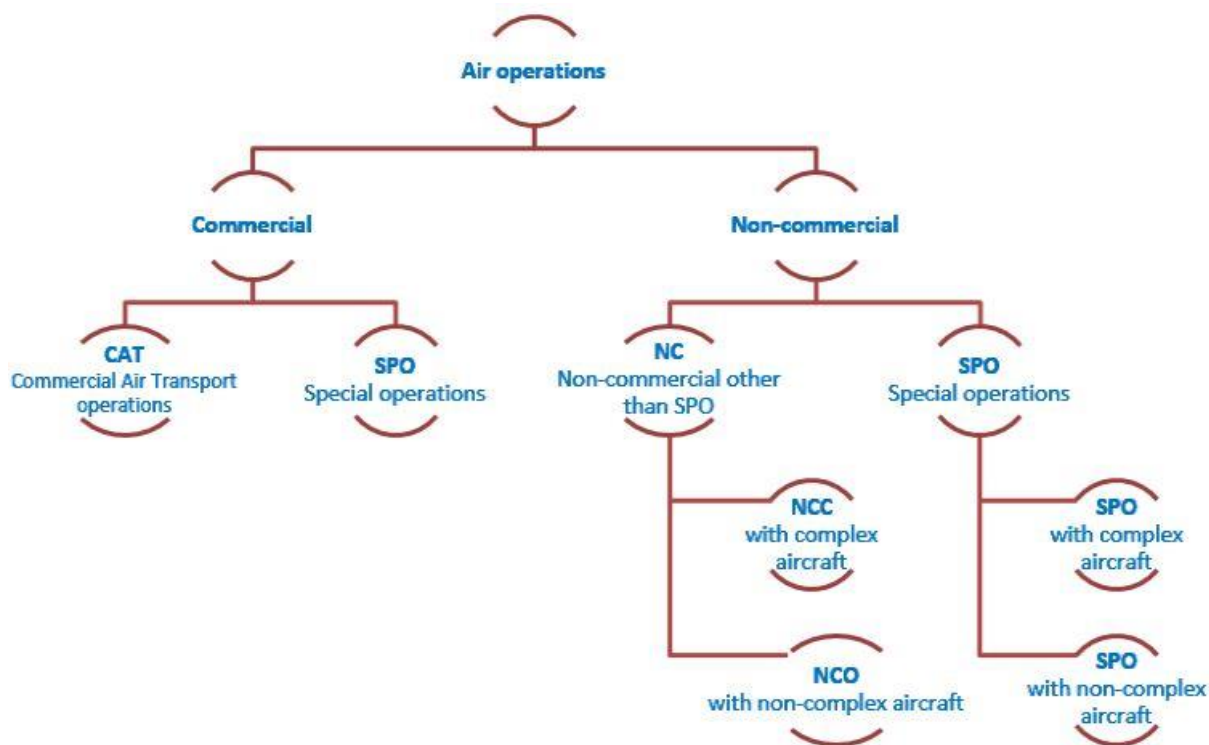 Air operations
Commercial
Non-commercial
CAT
Commercial Air Transport
operations
SPO
Special operations
NC
Non-commercial other
than SPO
SPO
Special operations
NCC
with complex
aircraft
SPO
with complex
aircraft
NCO
with non-complex aircraft
SPO
with non-complex
aircraft